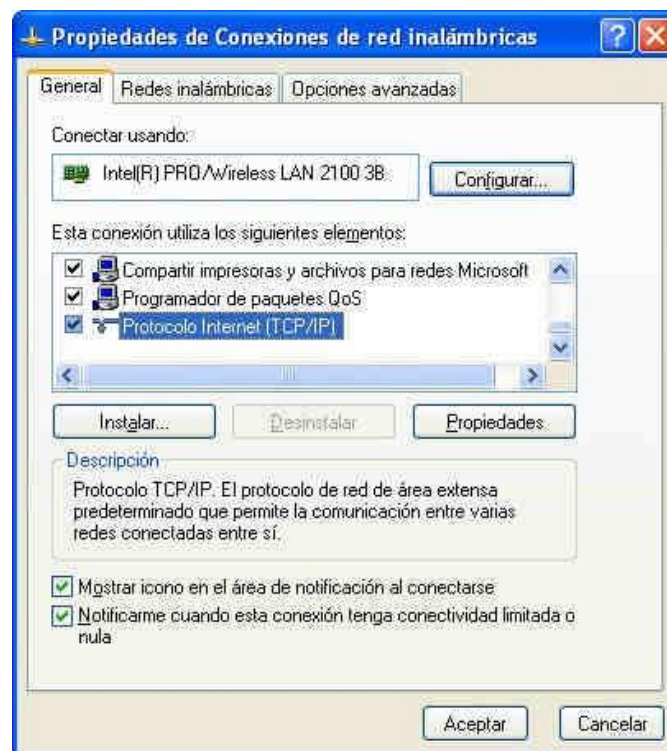 Propiedades de Conexiones de red inalámbricas
General Redes inalámbricas Opciones avanzadas
Conectar usando:
Intel(R) PRO/Wireless LAN 2100 3B Configurar...
Esta conexión utiliza los siguientes elementos:
Compartir impresoras y archivos para redes Microsoft
Programador de paquetes QoS
Protocolo Internet (TCP/IP)
Instalar... Desinstalar Propiedades
Descripción
Protocolo TCP/IP. El protocolo de red de área extensa
predeterminado que permite la comunicación entre varias
redes conectadas entre sí.
Mostrar icono en el área de notificación al conectarse
Notificarme cuando esta conexión tenga conectividad limitada o
nula
Aceptar Cancelar